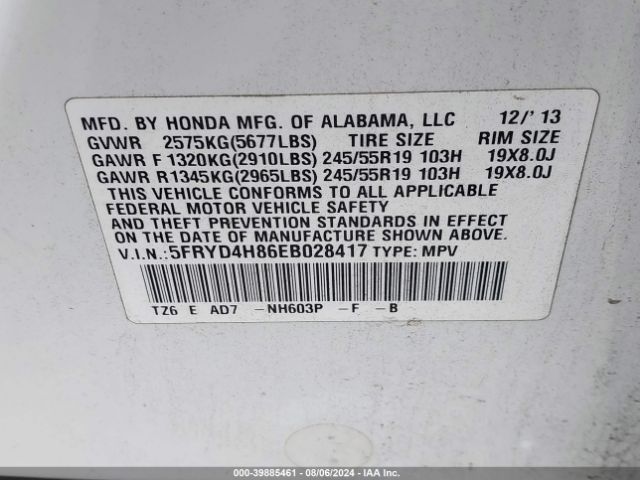 MFD. BY HONDA MFG. OF ALABAMA, LLC 12/' 13
GVWR 2575KG(5677LBS) TIRE SIZE RIM SIZE
GAWR F 1320KG(2910LBS) 245/55R19 103H 19X8.0J
GAWR R1345KG(2965LBS) 245/55R19 103H 19X8.0J
THIS VEHICLE CONFORMS TO ALL APPLICABLE
FEDERAL MOTOR VEHICLE SAFETY
AND THEFT PREVENTION STANDARDS IN EFFECT
ON THE DATE OF MANUFACTURE SHOWN ABOVE.
V.I.N.:5FRYD4H86EB028417 TYPE: MPV
TZ6 E AD7 -NH603P -F -B
000-39885461 - 08/06/2024 - IAA Inc.